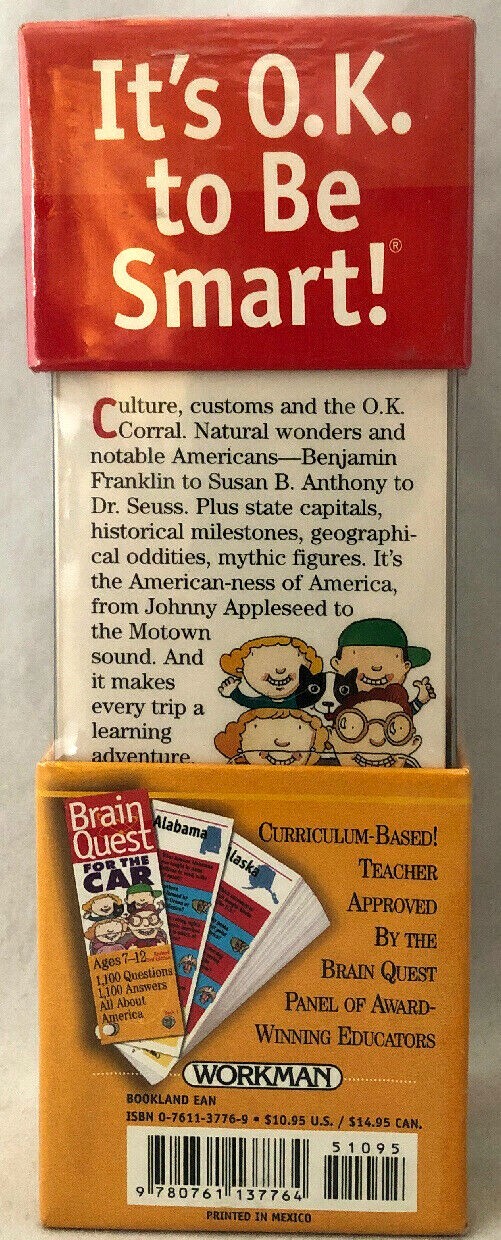 It's O.K.
to Be
Smart!®
Culture, customs and the O.K.
Corral. Natural wonders and
notable Americans—Benjamin
Franklin to Susan B. Anthony to
Dr. Seuss. Plus state capitals,
historical milestones, geographi-
cal oddities, mythic figures. It's
the American-ness of America,
from Johnny Appleseed to
the Motown
sound. And
it makes
every trip a
learning
adventure.
Brain
Quest
FOR THE
CAR
Ages 7–12
1,100 Questions
1,100 Answers
All About
America
Alabama
Alaska
CURRICULUM-BASED!
TEACHER
APPROVED
BY THE
BRAIN QUEST
PANEL OF AWARD-
WINNING EDUCATORS
WORKMAN
BOOKLAND EAN
ISBN 0-7611-3776-9 • $10.95 U.S. / $14.95 CAN.
51095
9 780761 137764
PRINTED IN MEXICO